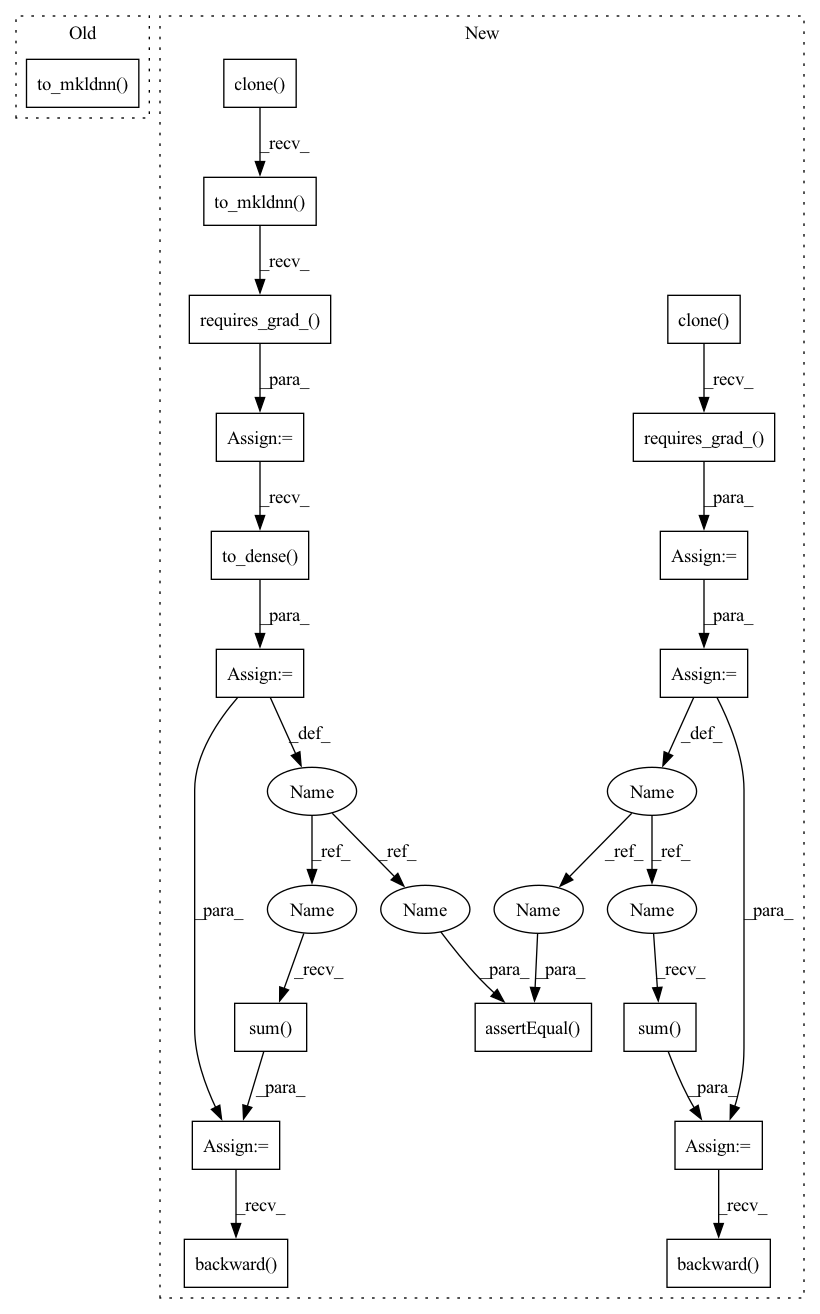 Old
New
to_mkldnn()
clone()
_recv_
to_mkldnn()
_recv_
requires_grad_()
clone()
_para_
_recv_
Assign:=
requires_grad_()
_recv_
_para_
to_dense()
Assign:=
_para_
_para_
Assign:=
Assign:=
_def_
_def_
Name
Name
_ref_
_ref_
_ref_
_ref_
_para_
Name
Name
Name
Name
_para_
_recv_
_para_
_para_
_recv_
sum()
assertEqual()
sum()
_para_
_para_
Assign:=
Assign:=
_recv_
_recv_
backward()
backward()